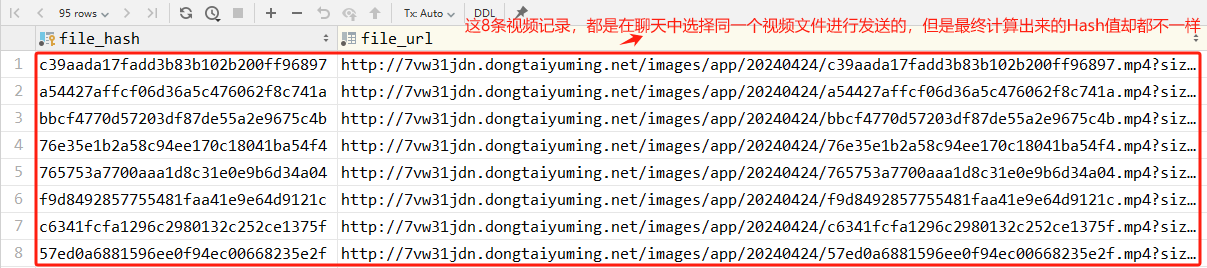 95 rows Tx: Auto DDL
这8条视频记录，都是在聊天中选择同一个视频文件进行发送的，但是最终计算出来的Hash值却都不一样
file_hash file_url
1 c39aada17fadd3b83b102b200ff96897 http://7vw31jdn.dongtaiyuming.net/images/app/20240424/c39aada17fadd3b83b102b200ff96897.mp4?siz…
2 a54427affcf06d36a5c476062f8c741a http://7vw31jdn.dongtaiyuming.net/images/app/20240424/a54427affcf06d36a5c476062f8c741a.mp4?siz…
3 bbcf4770d57203df87de55a2e9675c4b http://7vw31jdn.dongtaiyuming.net/images/app/20240424/bbcf4770d57203df87de55a2e9675c4b.mp4?siz…
4 76e35e1b2a58c94ee170c18041ba54f4 http://7vw31jdn.dongtaiyuming.net/images/app/20240424/76e35e1b2a58c94ee170c18041ba54f4.mp4?siz…
5 765753a7700aaa1d8c31e0e9b6d34a04 http://7vw31jdn.dongtaiyuming.net/images/app/20240424/765753a7700aaa1d8c31e0e9b6d34a04.mp4?siz…
6 f9d8492857755481faa41e9e64d9121c http://7vw31jdn.dongtaiyuming.net/images/app/20240424/f9d8492857755481faa41e9e64d9121c.mp4?siz…
7 c6341fcfa1296c2980132c252ce1375f http://7vw31jdn.dongtaiyuming.net/images/app/20240424/c6341fcfa1296c2980132c252ce1375f.mp4?siz…
8 57ed0a6881596ee0f94ec00668235e2f http://7vw31jdn.dongtaiyuming.net/images/app/20240424/57ed0a6881596ee0f94ec00668235e2f.mp4?siz…